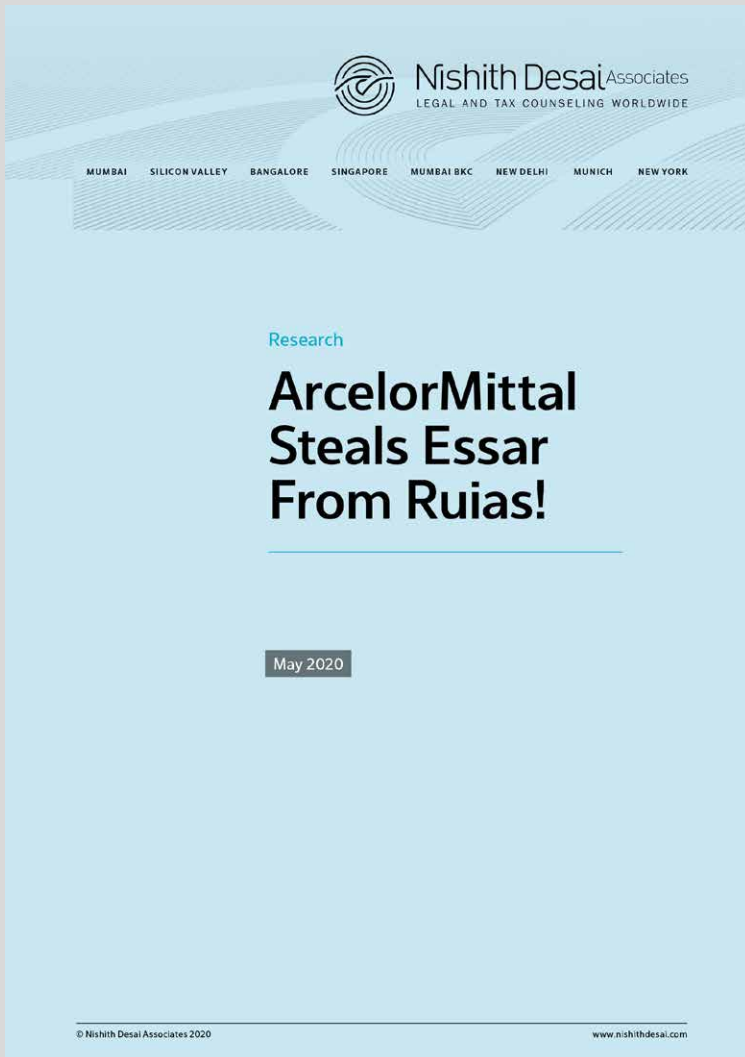 Nishith Desai Associates
LEGAL AND TAX COUNSELING WORLDWIDE
MUMBAI SILICON VALLEY BANGALORE SINGAPORE MUMBAI BKC NEW DELHI MUNICH NEW YORK
Research
ArcelorMittal
Steals Essar
From Ruias!
May 2020
© Nishith Desai Associates 2020 www.nishithdesai.com